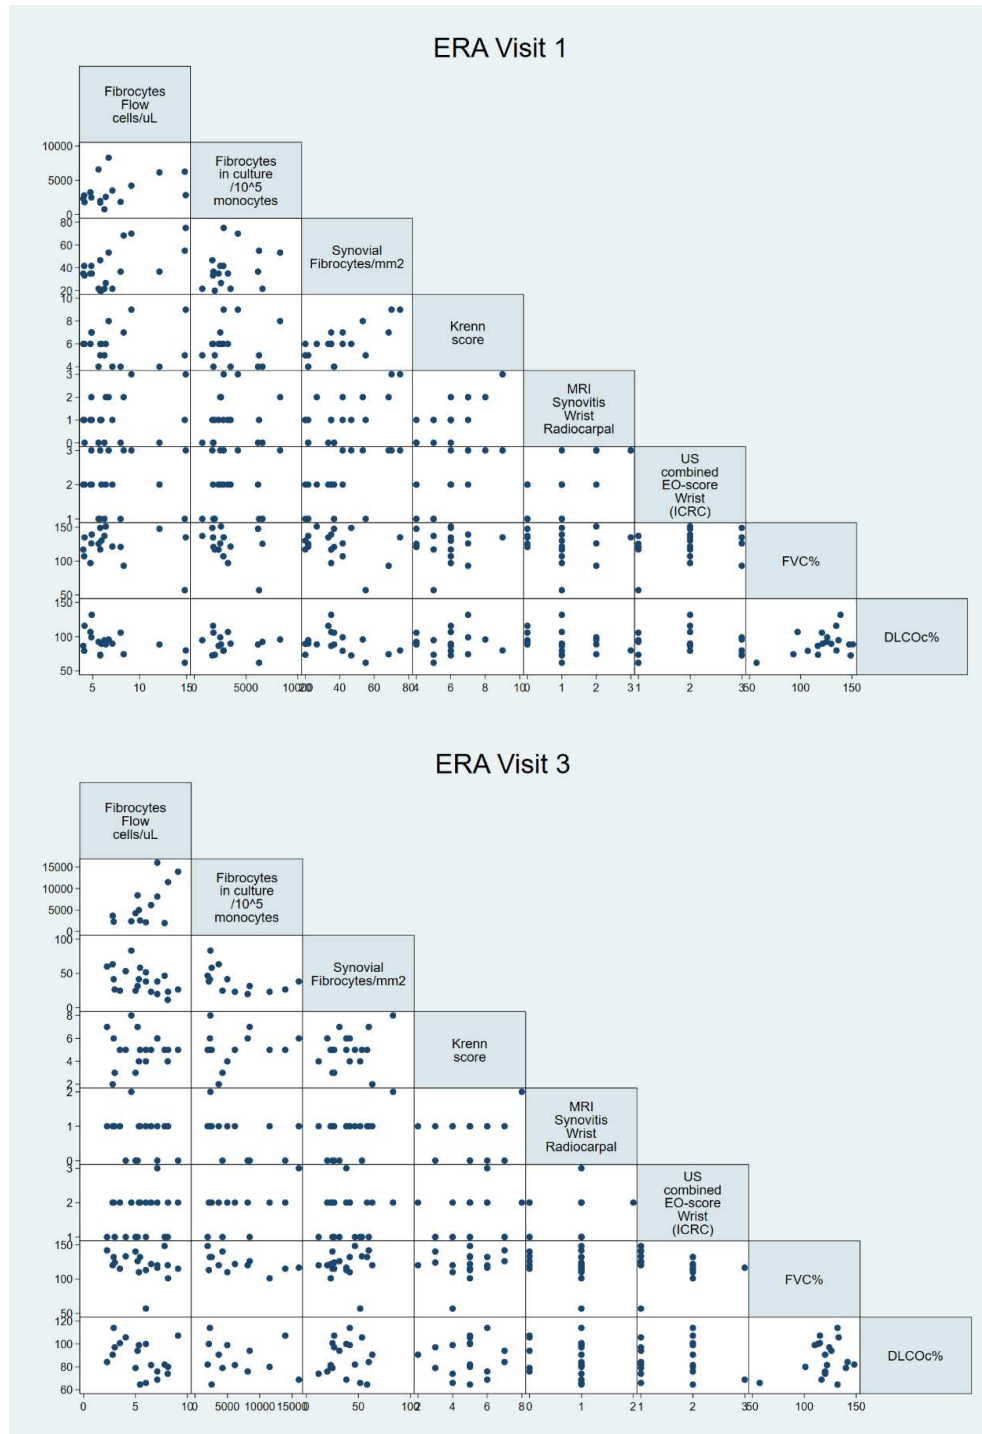 ERA Visit 1
Fibrocytes
Flow
cells/uL
10000
5000
0
Fibrocytes
in culture
/10^5
monocytes
80
60
40
20
Synovial
Fibrocytes/mm2
10
8
6
4
Krenn
score
3
2
1
0
MRI
Synovitis
Wrist
Radiocarpal
3
2
1
US
combined
EO-score
Wrist
(ICRC)
150
100
50
FVC%
150
100
50
DLCOc%
5 10 15 0 5000 10000 20 40 60 80 4 6 8 10 0 1 2 3 1 2 3 50 100 150
ERA Visit 3
Fibrocytes
Flow
cells/uL
15000
10000
5000
0
Fibrocytes
in culture
/10^5
monocytes
100
50
0
Synovial
Fibrocytes/mm2
8
6
4
2
Krenn
score
2
1
0
MRI
Synovitis
Wrist
Radiocarpal
3
2
1
US
combined
EO-score
Wrist
(ICRC)
150
100
50
FVC%
120
100
80
60
DLCOc%
0 5 10 0 5000 10000 15000 0 50 100 2 4 6 8 0 1 2 1 2 3 50 100 150